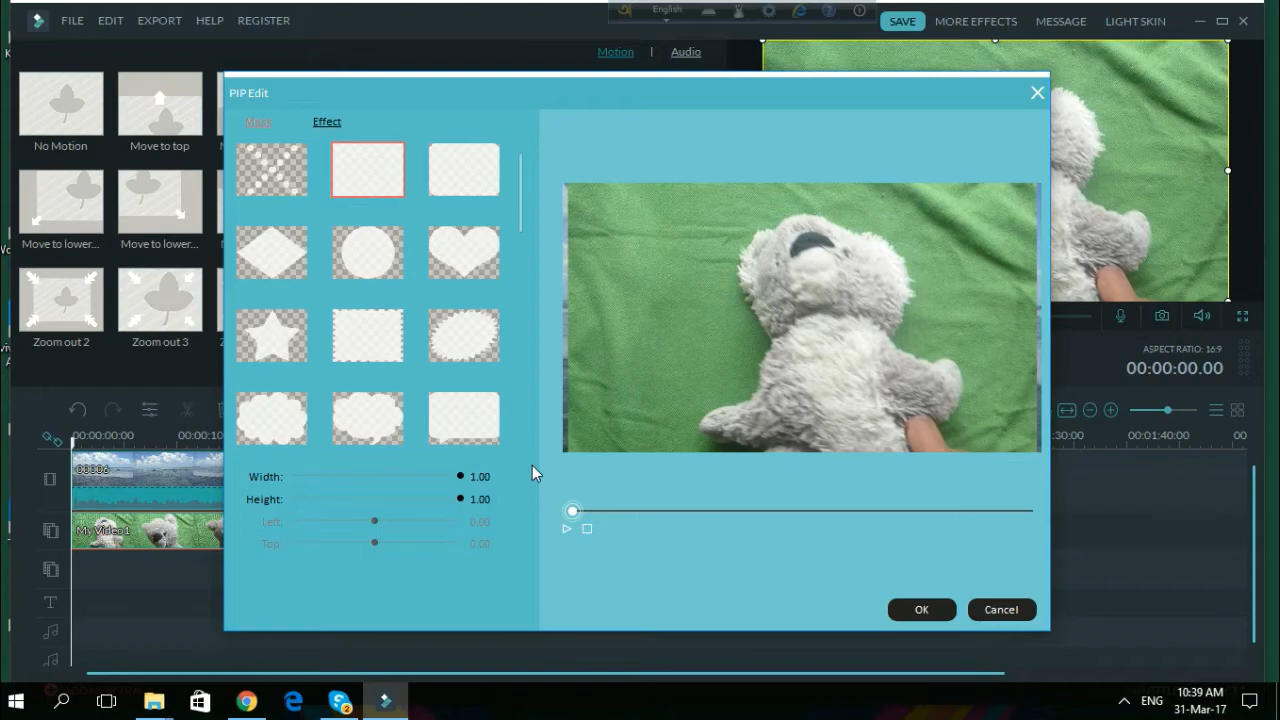 FILE EDIT EXPORT HELP REGISTER
English
SAVE MORE EFFECTS MESSAGE LIGHT SKIN
Motion | Audio
No Motion Move to top
Move to lower... Move to lower...
Zoom out 2 Zoom out 3
PIP Edit
Mask Effect
Width: 1.00
Height: 1.00
Left: 0.00
Top: 0.00
OK Cancel
ASPECT RATIO: 16:9
00:00:00.00
00:00:00:00 00:00:10
:30:00 00:01:40:00 00
00006
My Video1
T
2
ENG
10:39 AM
31-Mar-17